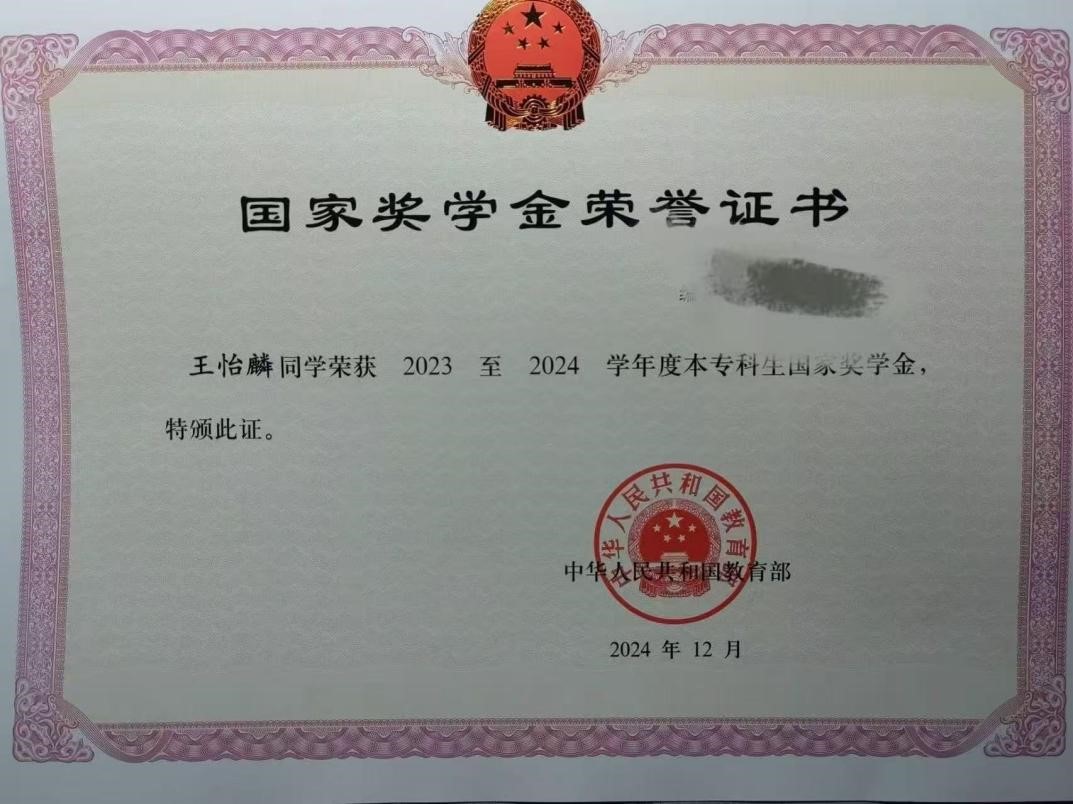 国家奖学金荣誉证书
编
王怡麟同学荣获 2023 至 2024 学年度本专科生国家奖学金，
特颁此证。
中华人民共和国教育部
中华人民共和国教育部
2024 年 12 月